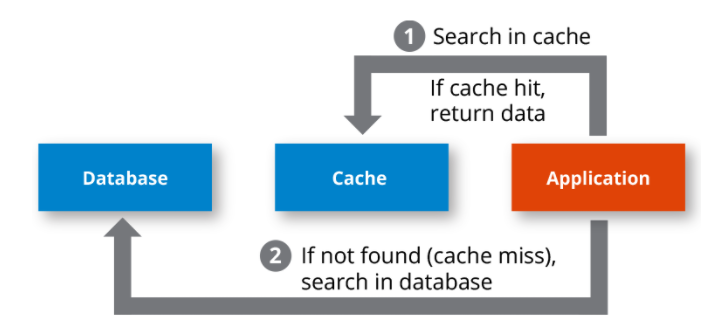 1 Search in cache
If cache hit,
return data
Database
Cache
Application
2 If not found (cache miss),
search in database